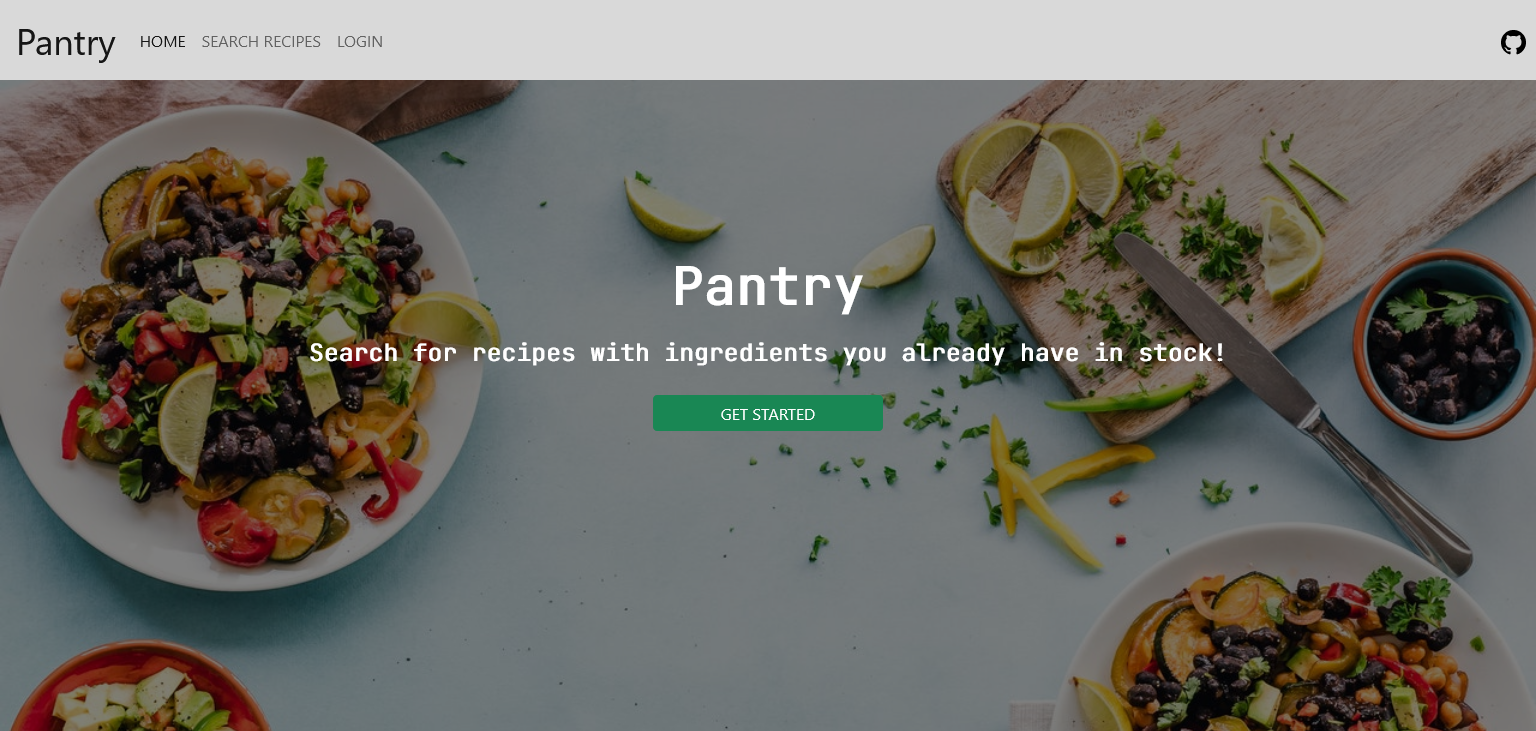 Pantry
HOME
SEARCH RECIPES
LOGIN
Pantry
Search for recipes with ingredients you already have in stock!
GET STARTED